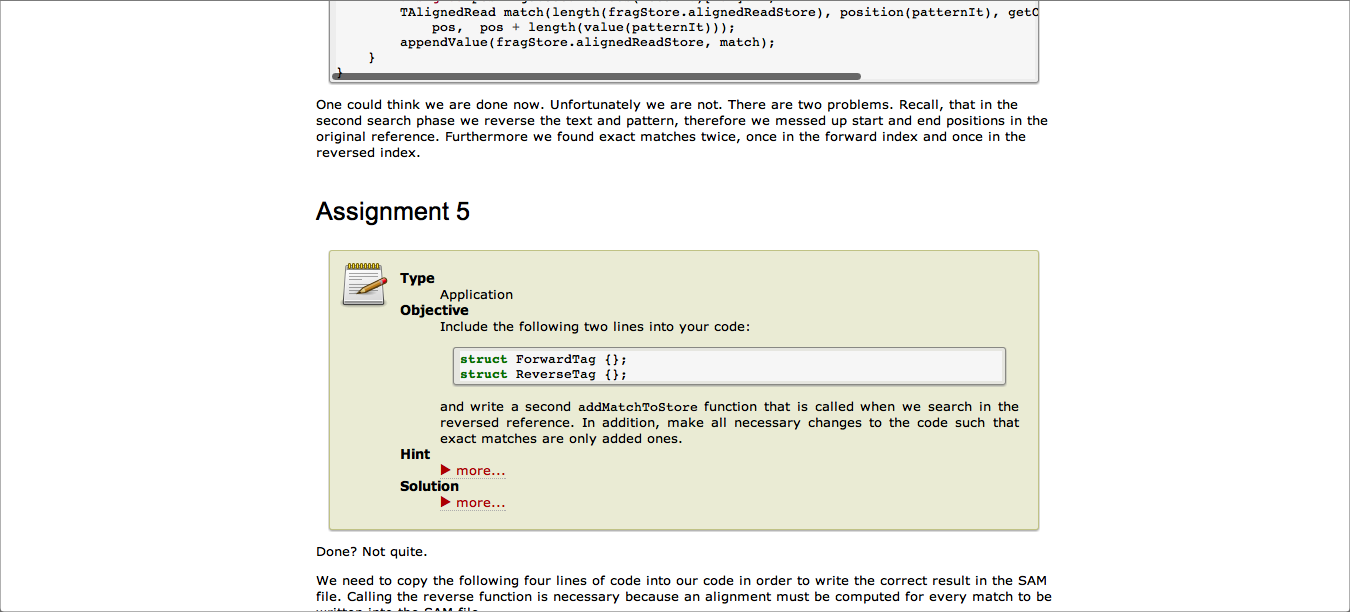 TAlignedRead match(length(fragStore.alignedReadStore), position(patternIt), getC
pos,  pos + length(value(patternIt)));
appendValue(fragStore.alignedReadStore, match);
}
}
One could think we are done now. Unfortunately we are not. There are two problems. Recall, that in the
second search phase we reverse the text and pattern, therefore we messed up start and end positions in the
original reference. Furthermore we found exact matches twice, once in the forward index and once in the
reversed index.
Assignment 5
Type
Application
Objective
Include the following two lines into your code:
struct ForwardTag {};
struct ReverseTag {};
and write a second addMatchToStore function that is called when we search in the
reversed reference. In addition, make all necessary changes to the code such that
exact matches are only added ones.
Hint
more...
Solution
more...
Done? Not quite.
We need to copy the following four lines of code into our code in order to write the correct result in the SAM
file. Calling the reverse function is necessary because an alignment must be computed for every match to be
written into the SAM file.